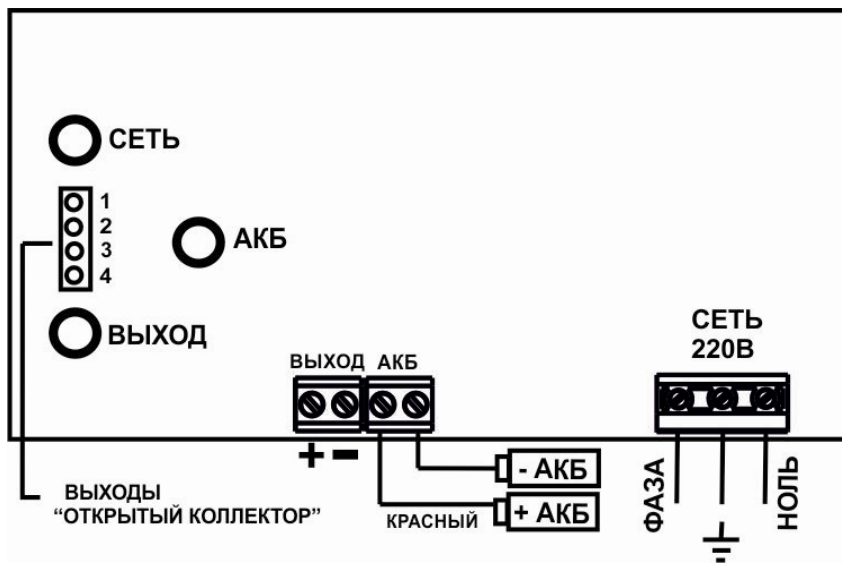 СЕТЬ
1
2
3
4
АКБ
ВЫХОД
ВЫХОД АКБ
+ −
СЕТЬ
220В
- АКБ
+ АКБ
КРАСНЫЙ
ФАЗА
НОЛЬ
ВЫХОДЫ
“ОТКРЫТЫЙ КОЛЛЕКТОР”